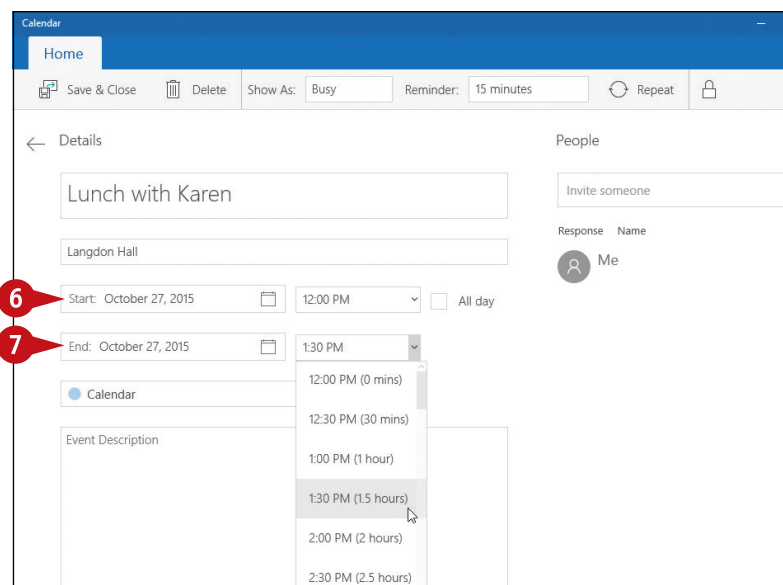 Calendar
Home
Save & Close Delete Show As: Busy Reminder: 15 minutes Repeat
Details
People
Lunch with Karen
Invite someone
Response Name
Langdon Hall
Me
6 Start: October 27, 2015 12:00 PM All day
7 End: October 27, 2015 1:30 PM
12:00 PM (0 mins)
Calendar
12:30 PM (30 mins)
Event Description
1:00 PM (1 hour)
1:30 PM (1.5 hours)
2:00 PM (2 hours)
2:30 PM (2.5 hours)